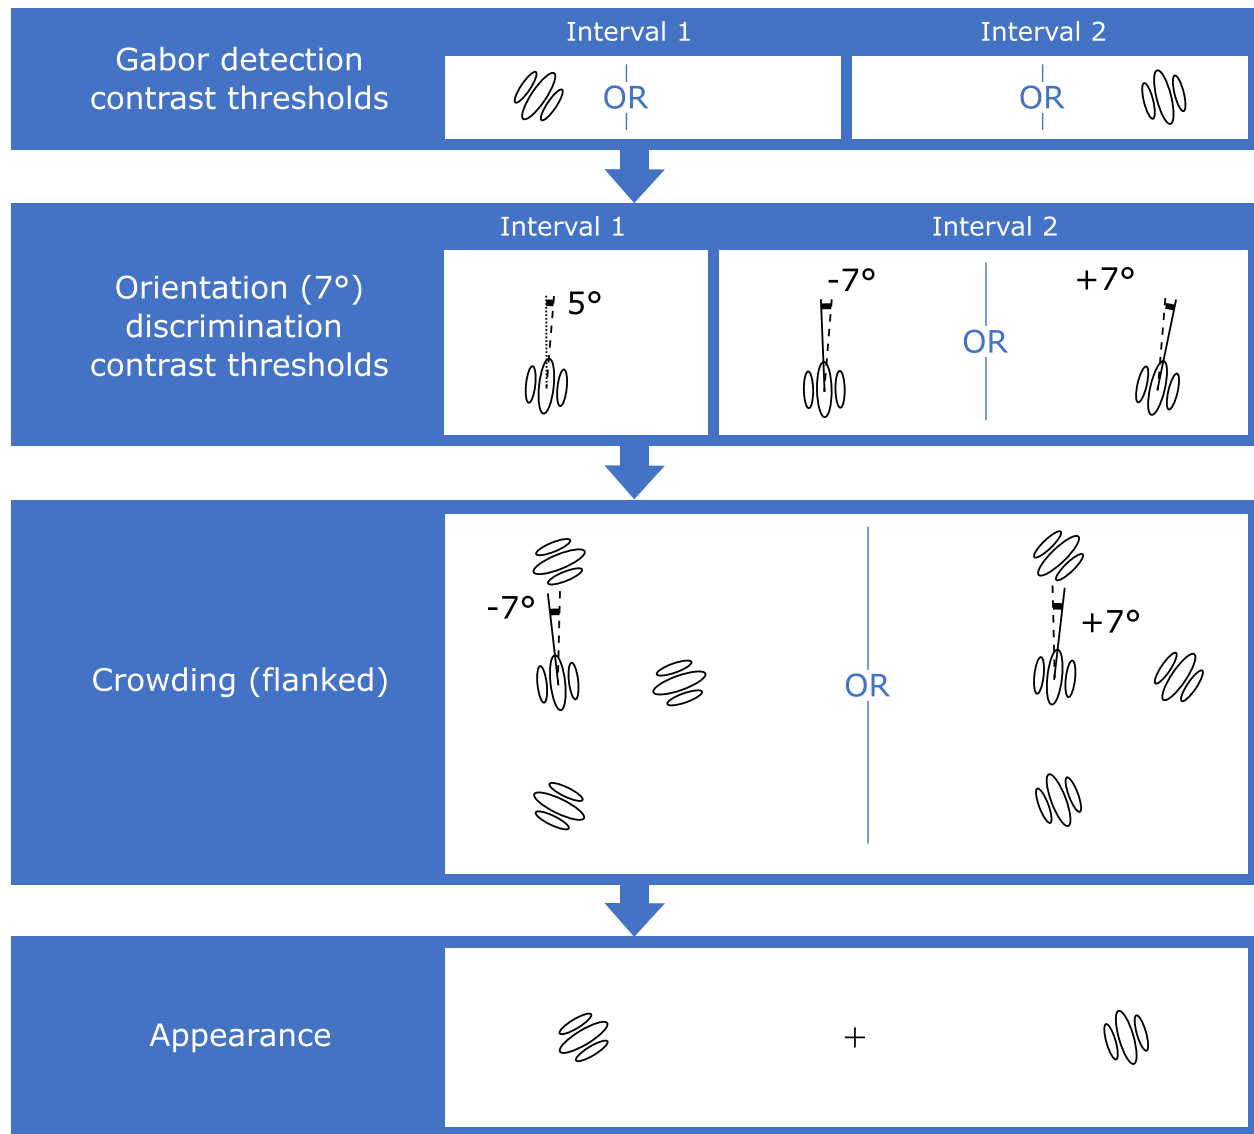 Interval 1
Interval 2
Gabor detection
contrast thresholds
OR
OR
Interval 1
Interval 2
Orientation (7°)
discrimination
contrast thresholds
5°
-7°
OR
+7°
Crowding (flanked)
-7°
OR
+7°
Appearance
+